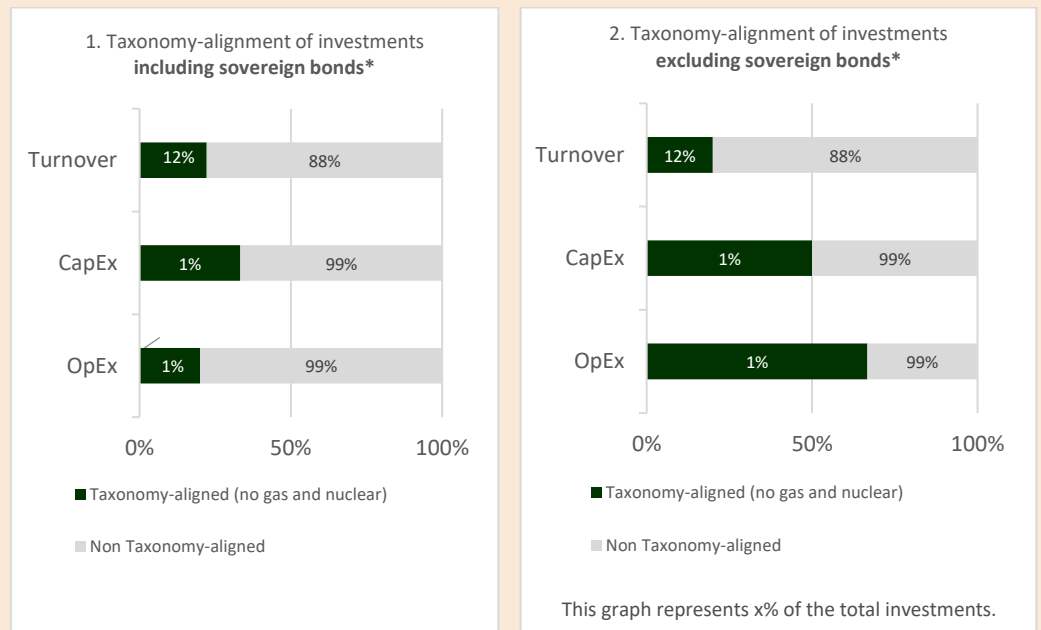 1. Taxonomy-alignment of investments
including sovereign bonds*
Turnover
12%
88%
CapEx
1%
99%
OpEx
1%
99%
0%
50%
100%
Taxonomy-aligned (no gas and nuclear)
Non Taxonomy-aligned
2. Taxonomy-alignment of investments
excluding sovereign bonds*
Turnover
12%
88%
CapEx
1%
99%
OpEx
1%
99%
0%
50%
100%
Taxonomy-aligned (no gas and nuclear)
Non Taxonomy-aligned
This graph represents x% of the total investments.